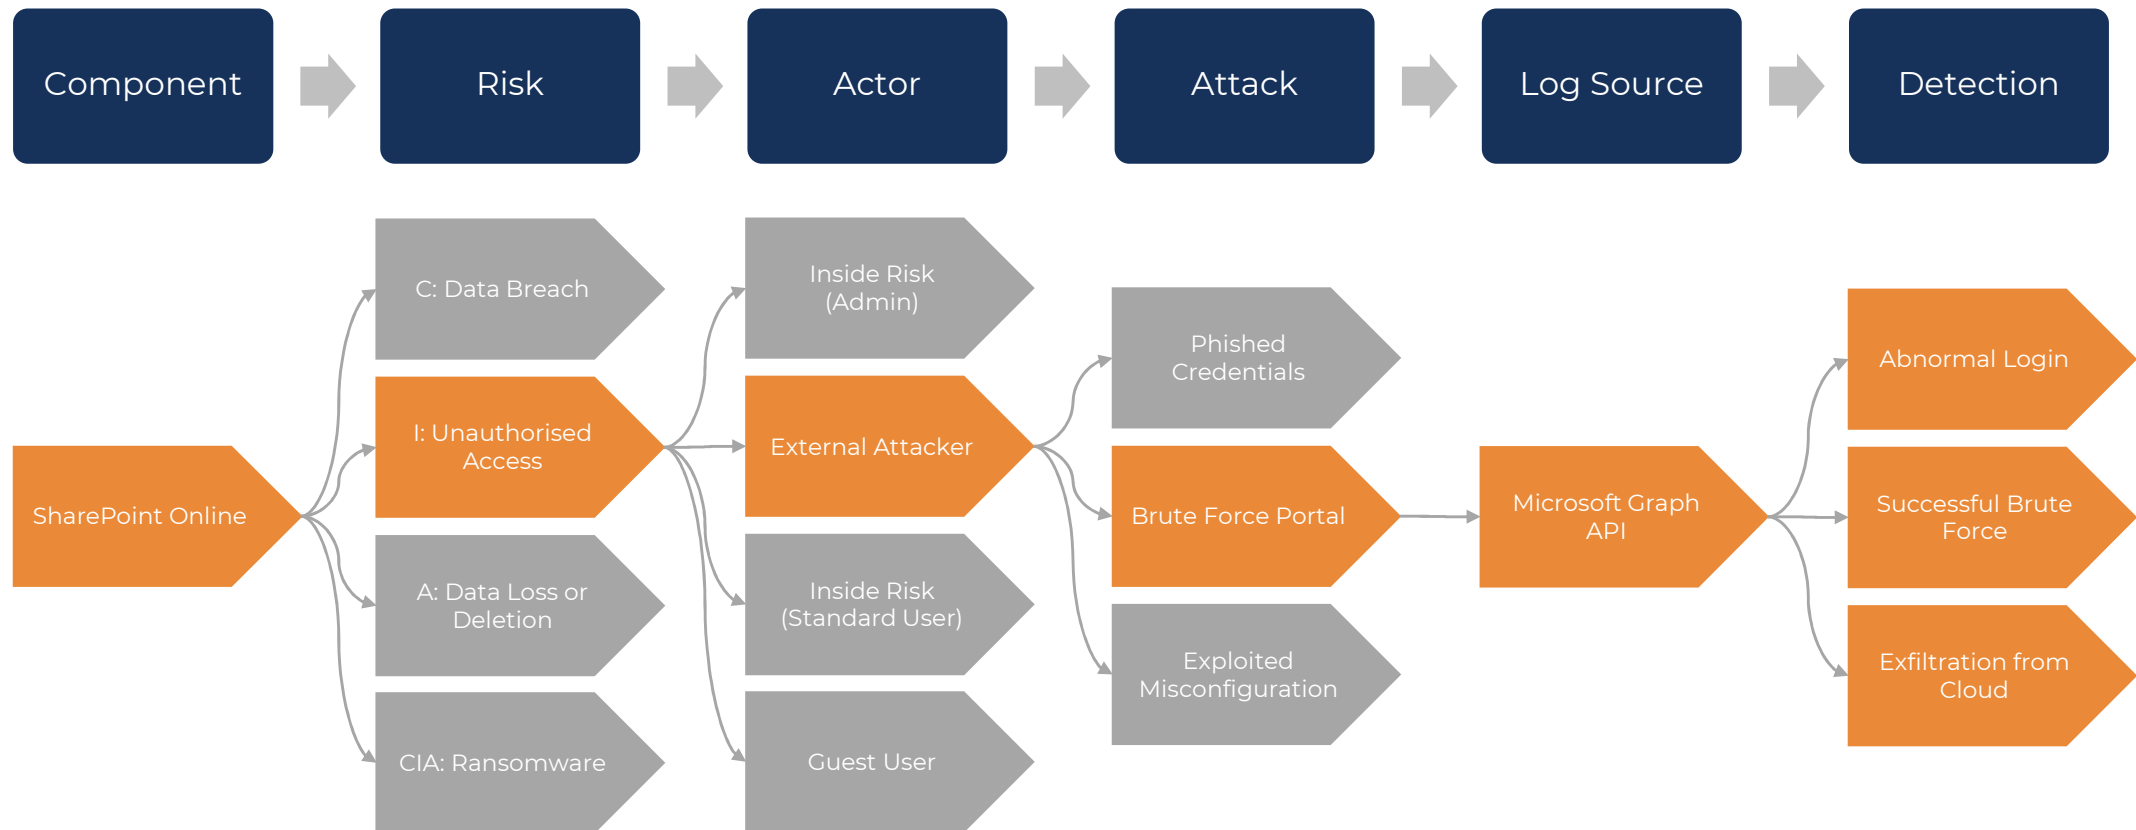 Component
Risk
Actor
Attack
Log Source
Detection
SharePoint Online
C: Data Breach
I: Unauthorised
Access
A: Data Loss or
Deletion
CIA: Ransomware
Inside Risk
(Admin)
External Attacker
Inside Risk
(Standard User)
Guest User
Phished
Credentials
Brute Force Portal
Exploited
Misconfiguration
Microsoft Graph
API
Abnormal Login
Successful Brute
Force
Exfiltration from
Cloud